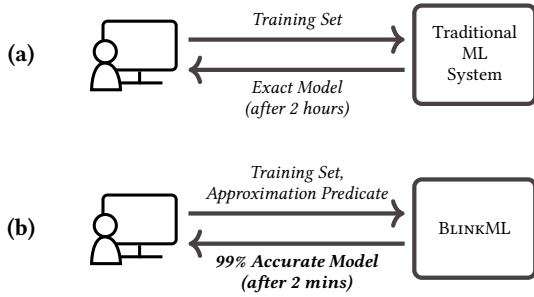 (a)
Training Set
Exact Model
(after 2 hours)
Traditional
ML
System
(b)
Training Set,
Approximation Predicate
99% Accurate Model
(after 2 mins)
BLINKML